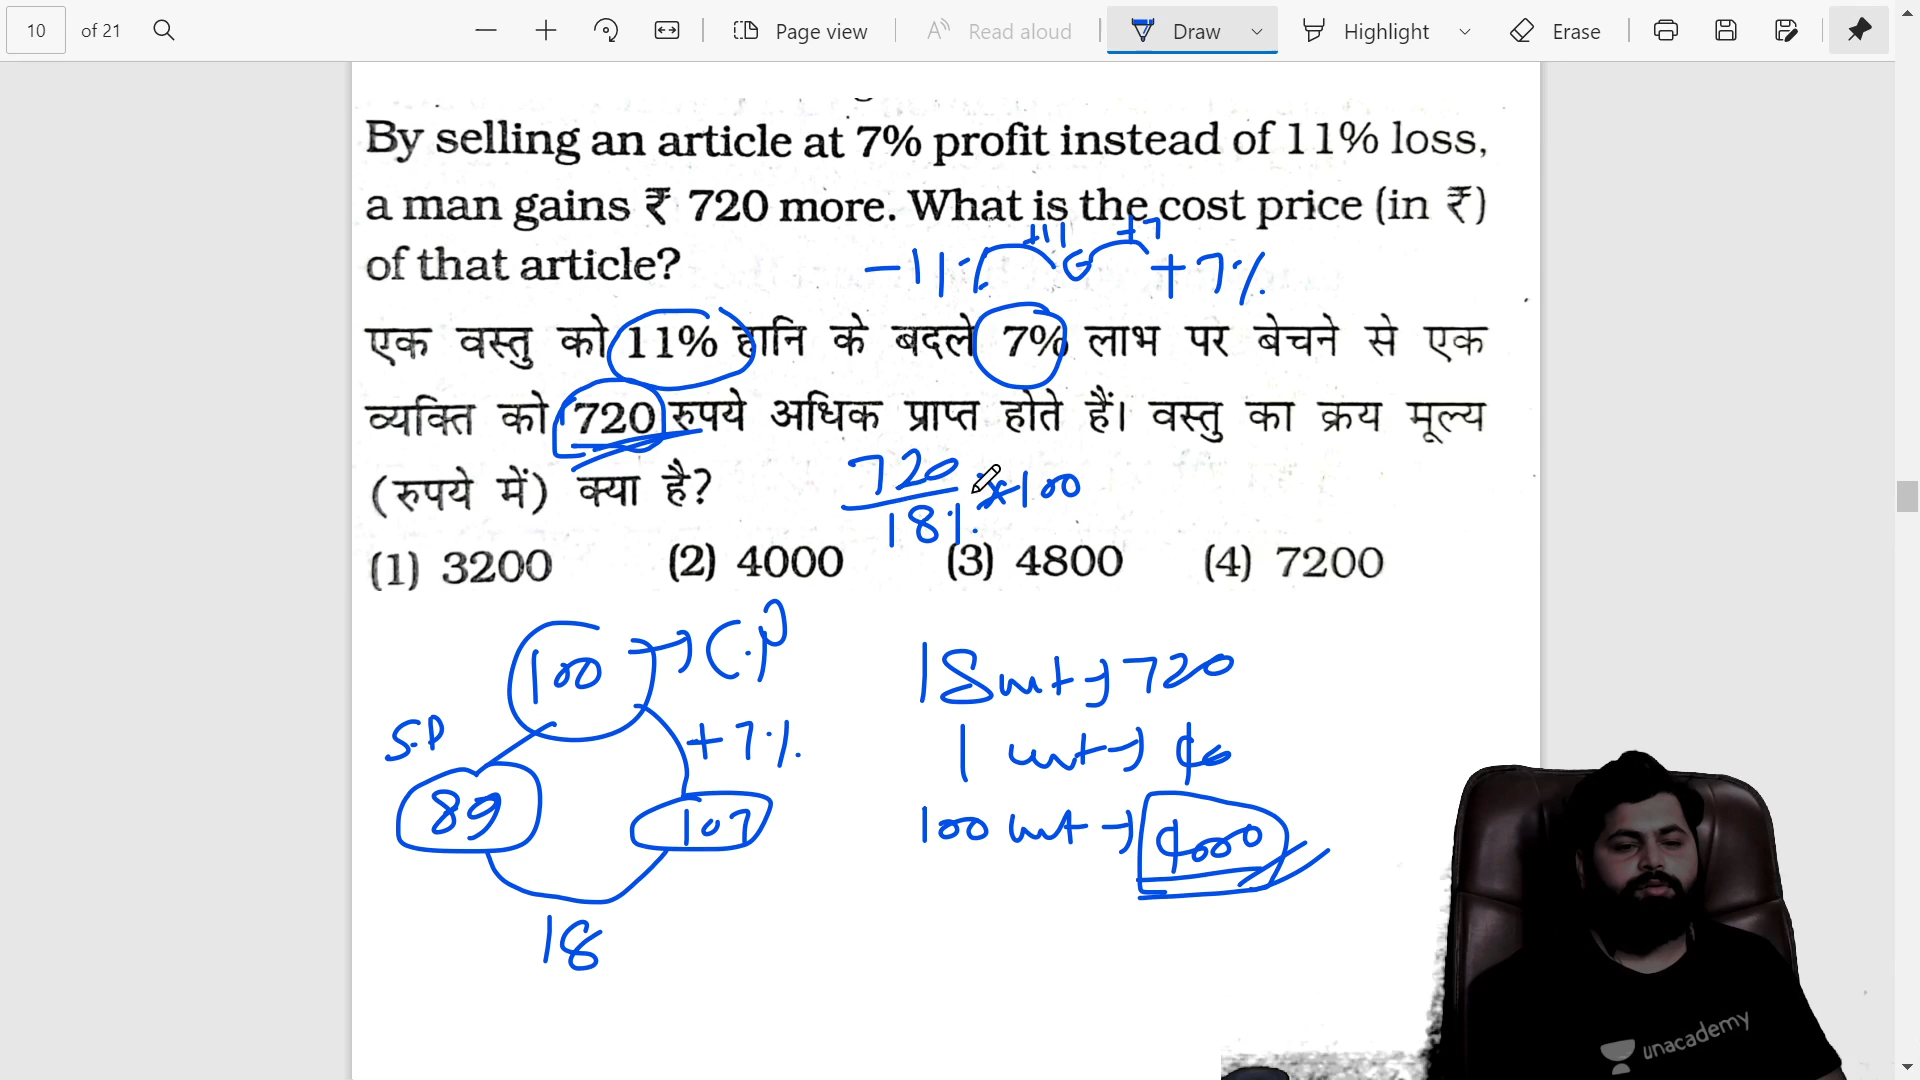 10 of 21 Page view Read aloud Draw Highlight Erase
By selling an article at 7% profit instead of 11% loss,
a man gains ₹ 720 more. What is the cost price (in ₹)
of that article?
+11 +7
-11% 0 +7%
एक वस्तु को 11% हानि के बदले 7% लाभ पर बेचने से एक
व्यक्ति को 720 रुपये अधिक प्राप्त होते हैं। वस्तु का क्रय मूल्य
(रुपये में) क्या है?
720
18% ×100
(1) 3200 (2) 4000 (3) 4800 (4) 7200
100 → C.P
18 unit → 720
S.P +7%
1 unit → 40
89 107
100 unit → 4000
18
unacademy